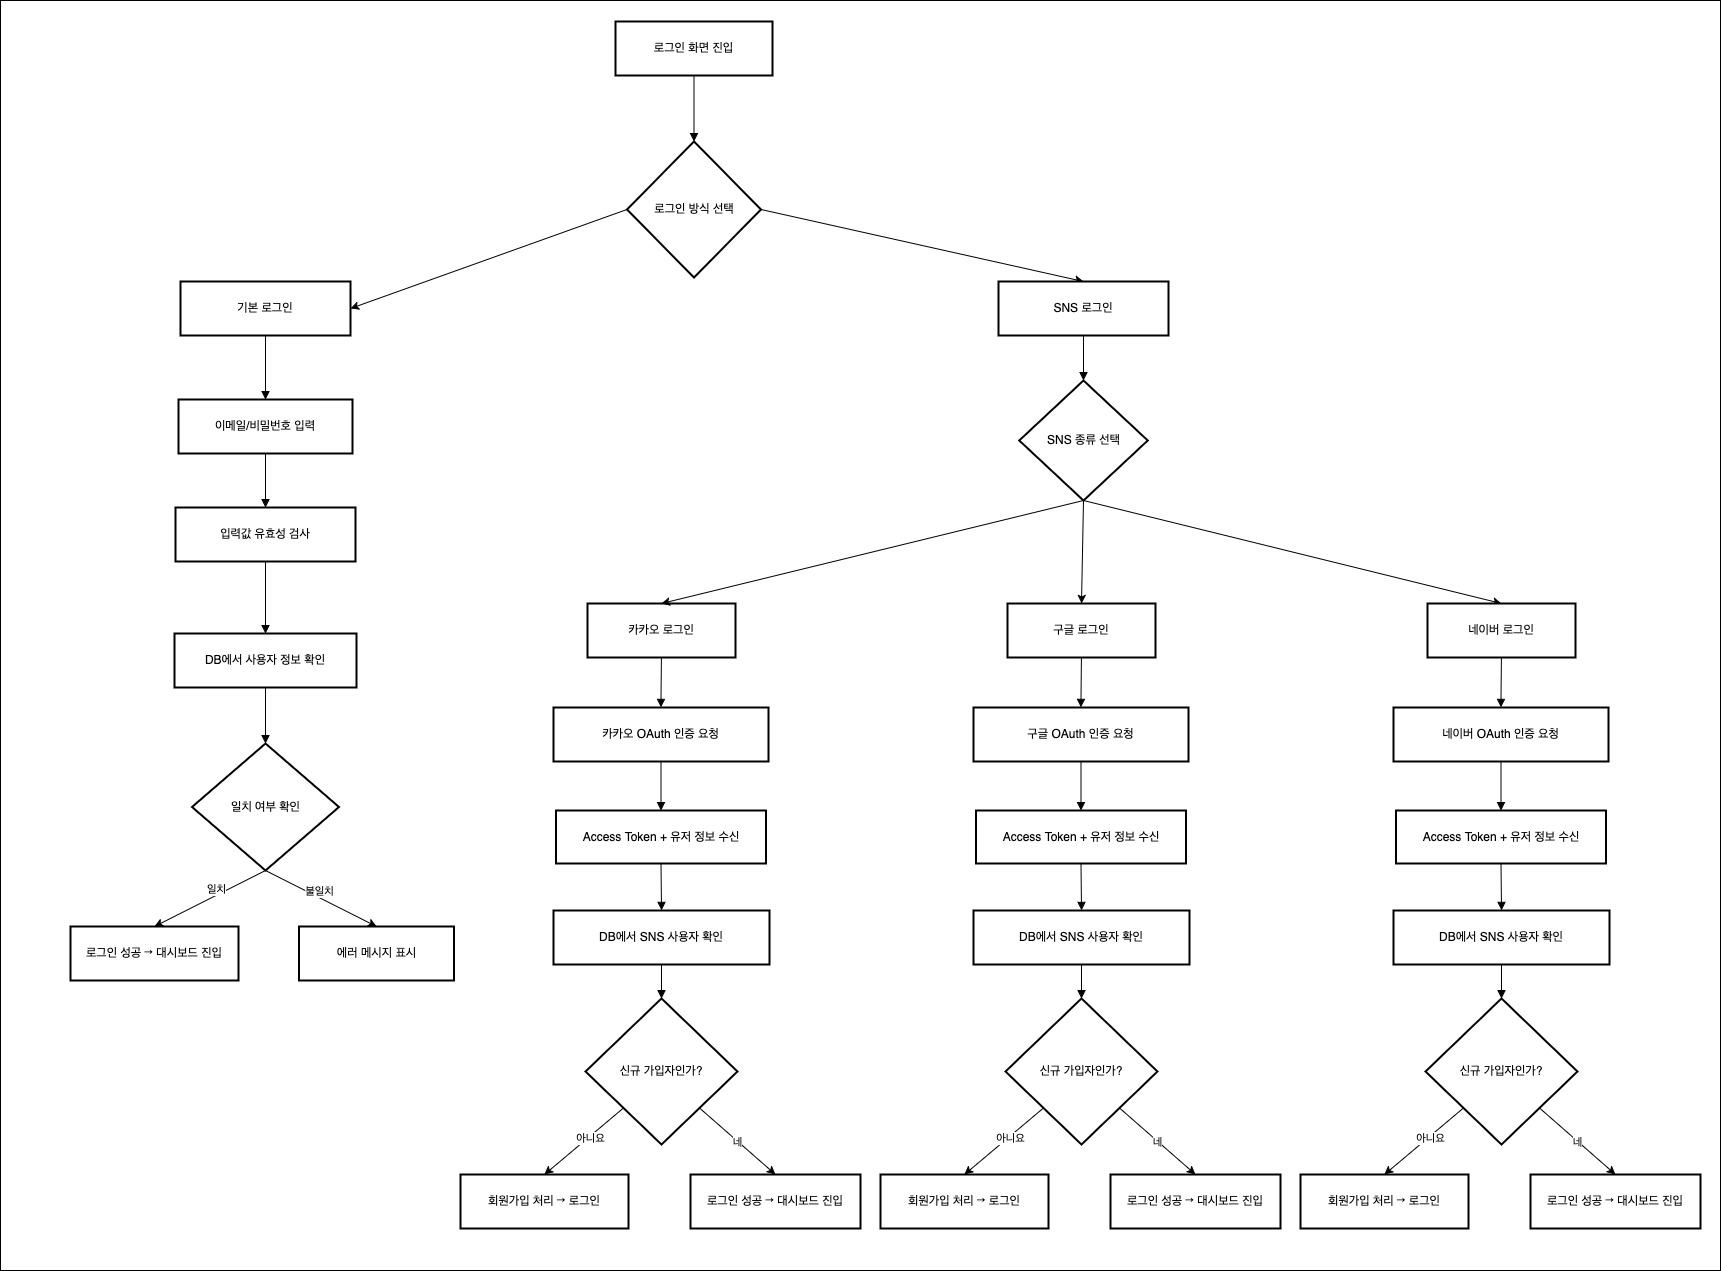 로그인 화면 진입
로그인 방식 선택
기본 로그인
SNS 로그인
이메일/비밀번호 입력
SNS 종류 선택
입력값 유효성 검사
카카오 로그인
구글 로그인
네이버 로그인
DB에서 사용자 정보 확인
카카오 OAuth 인증 요청
구글 OAuth 인증 요청
네이버 OAuth 인증 요청
일치 여부 확인
Access Token + 유저 정보 수신
Access Token + 유저 정보 수신
Access Token + 유저 정보 수신
일치
불일치
로그인 성공 → 대시보드 진입
에러 메시지 표시
DB에서 SNS 사용자 확인
DB에서 SNS 사용자 확인
DB에서 SNS 사용자 확인
신규 가입자인가?
신규 가입자인가?
신규 가입자인가?
아니요
네
아니요
네
아니요
네
회원가입 처리 → 로그인
로그인 성공 → 대시보드 진입
회원가입 처리 → 로그인
로그인 성공 → 대시보드 진입
회원가입 처리 → 로그인
로그인 성공 → 대시보드 진입